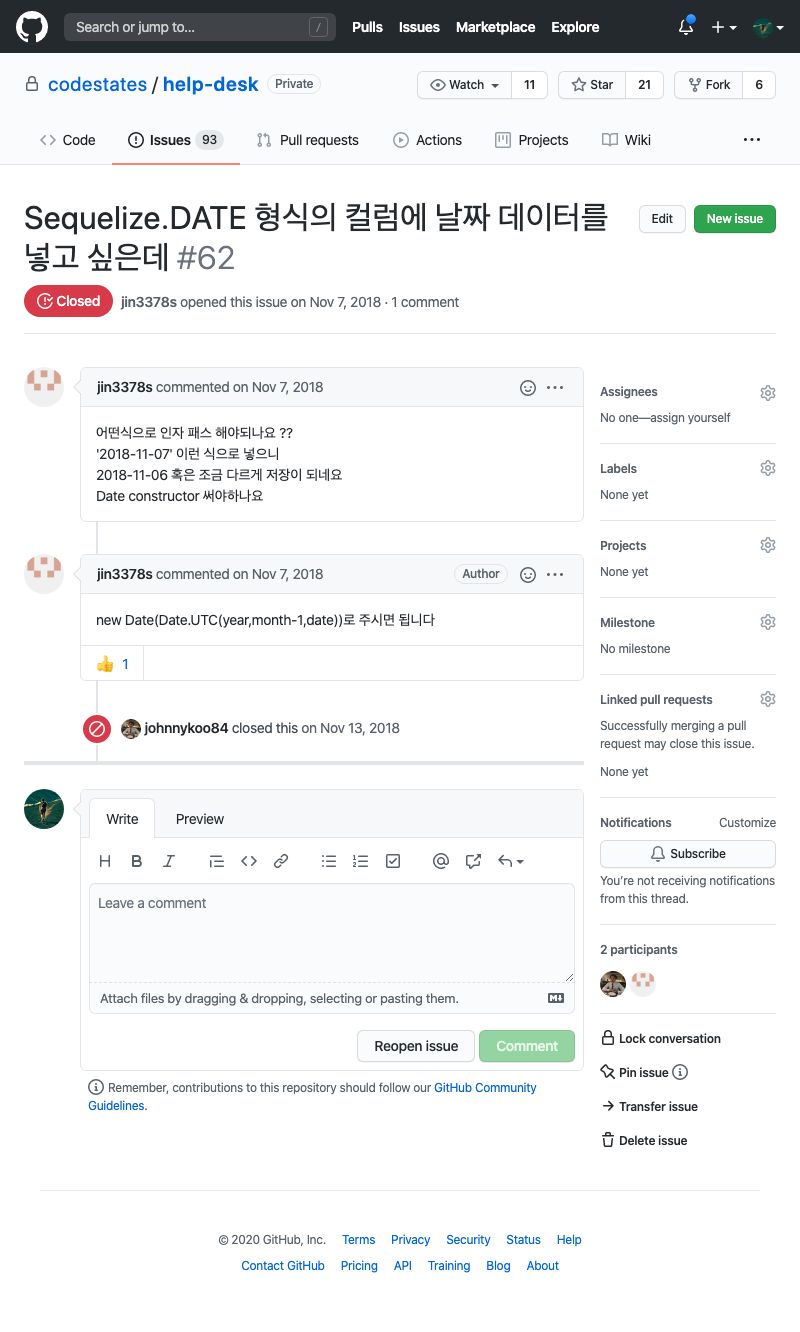 Search or jump to... /
Pulls Issues Marketplace Explore
codestates / help-desk Private
Watch 11 Star 21 Fork 6
Code Issues 93 Pull requests Actions Projects Wiki ...
Sequelize.DATE 형식의 컬럼에 날짜 데이터를
넣고 싶은데 #62
Edit New issue
Closed jin3378s opened this issue on Nov 7, 2018 · 1 comment
jin3378s commented on Nov 7, 2018 ...
어떤식으로 인자 패스 해야되나요 ??
'2018-11-07' 이런 식으로 넣으니
2018-11-06 혹은 조금 다르게 저장이 되네요
Date constructor 써야하나요
jin3378s commented on Nov 7, 2018 Author ...
new Date(Date.UTC(year,month-1,date))로 주시면 됩니다
👍 1
johnnykoo84 closed this on Nov 13, 2018
Write Preview
H B I
Leave a comment
Attach files by dragging & dropping, selecting or pasting them.
Reopen issue Comment
Remember, contributions to this repository should follow our GitHub Community
Guidelines.
Assignees
No one—assign yourself
Labels
None yet
Projects
None yet
Milestone
No milestone
Linked pull requests
Successfully merging a pull
request may close this issue.
None yet
Notifications Customize
Subscribe
You're not receiving notifications
from this thread.
2 participants
Lock conversation
Pin issue
Transfer issue
Delete issue
© 2020 GitHub, Inc. Terms Privacy Security Status Help
Contact GitHub Pricing API Training Blog About